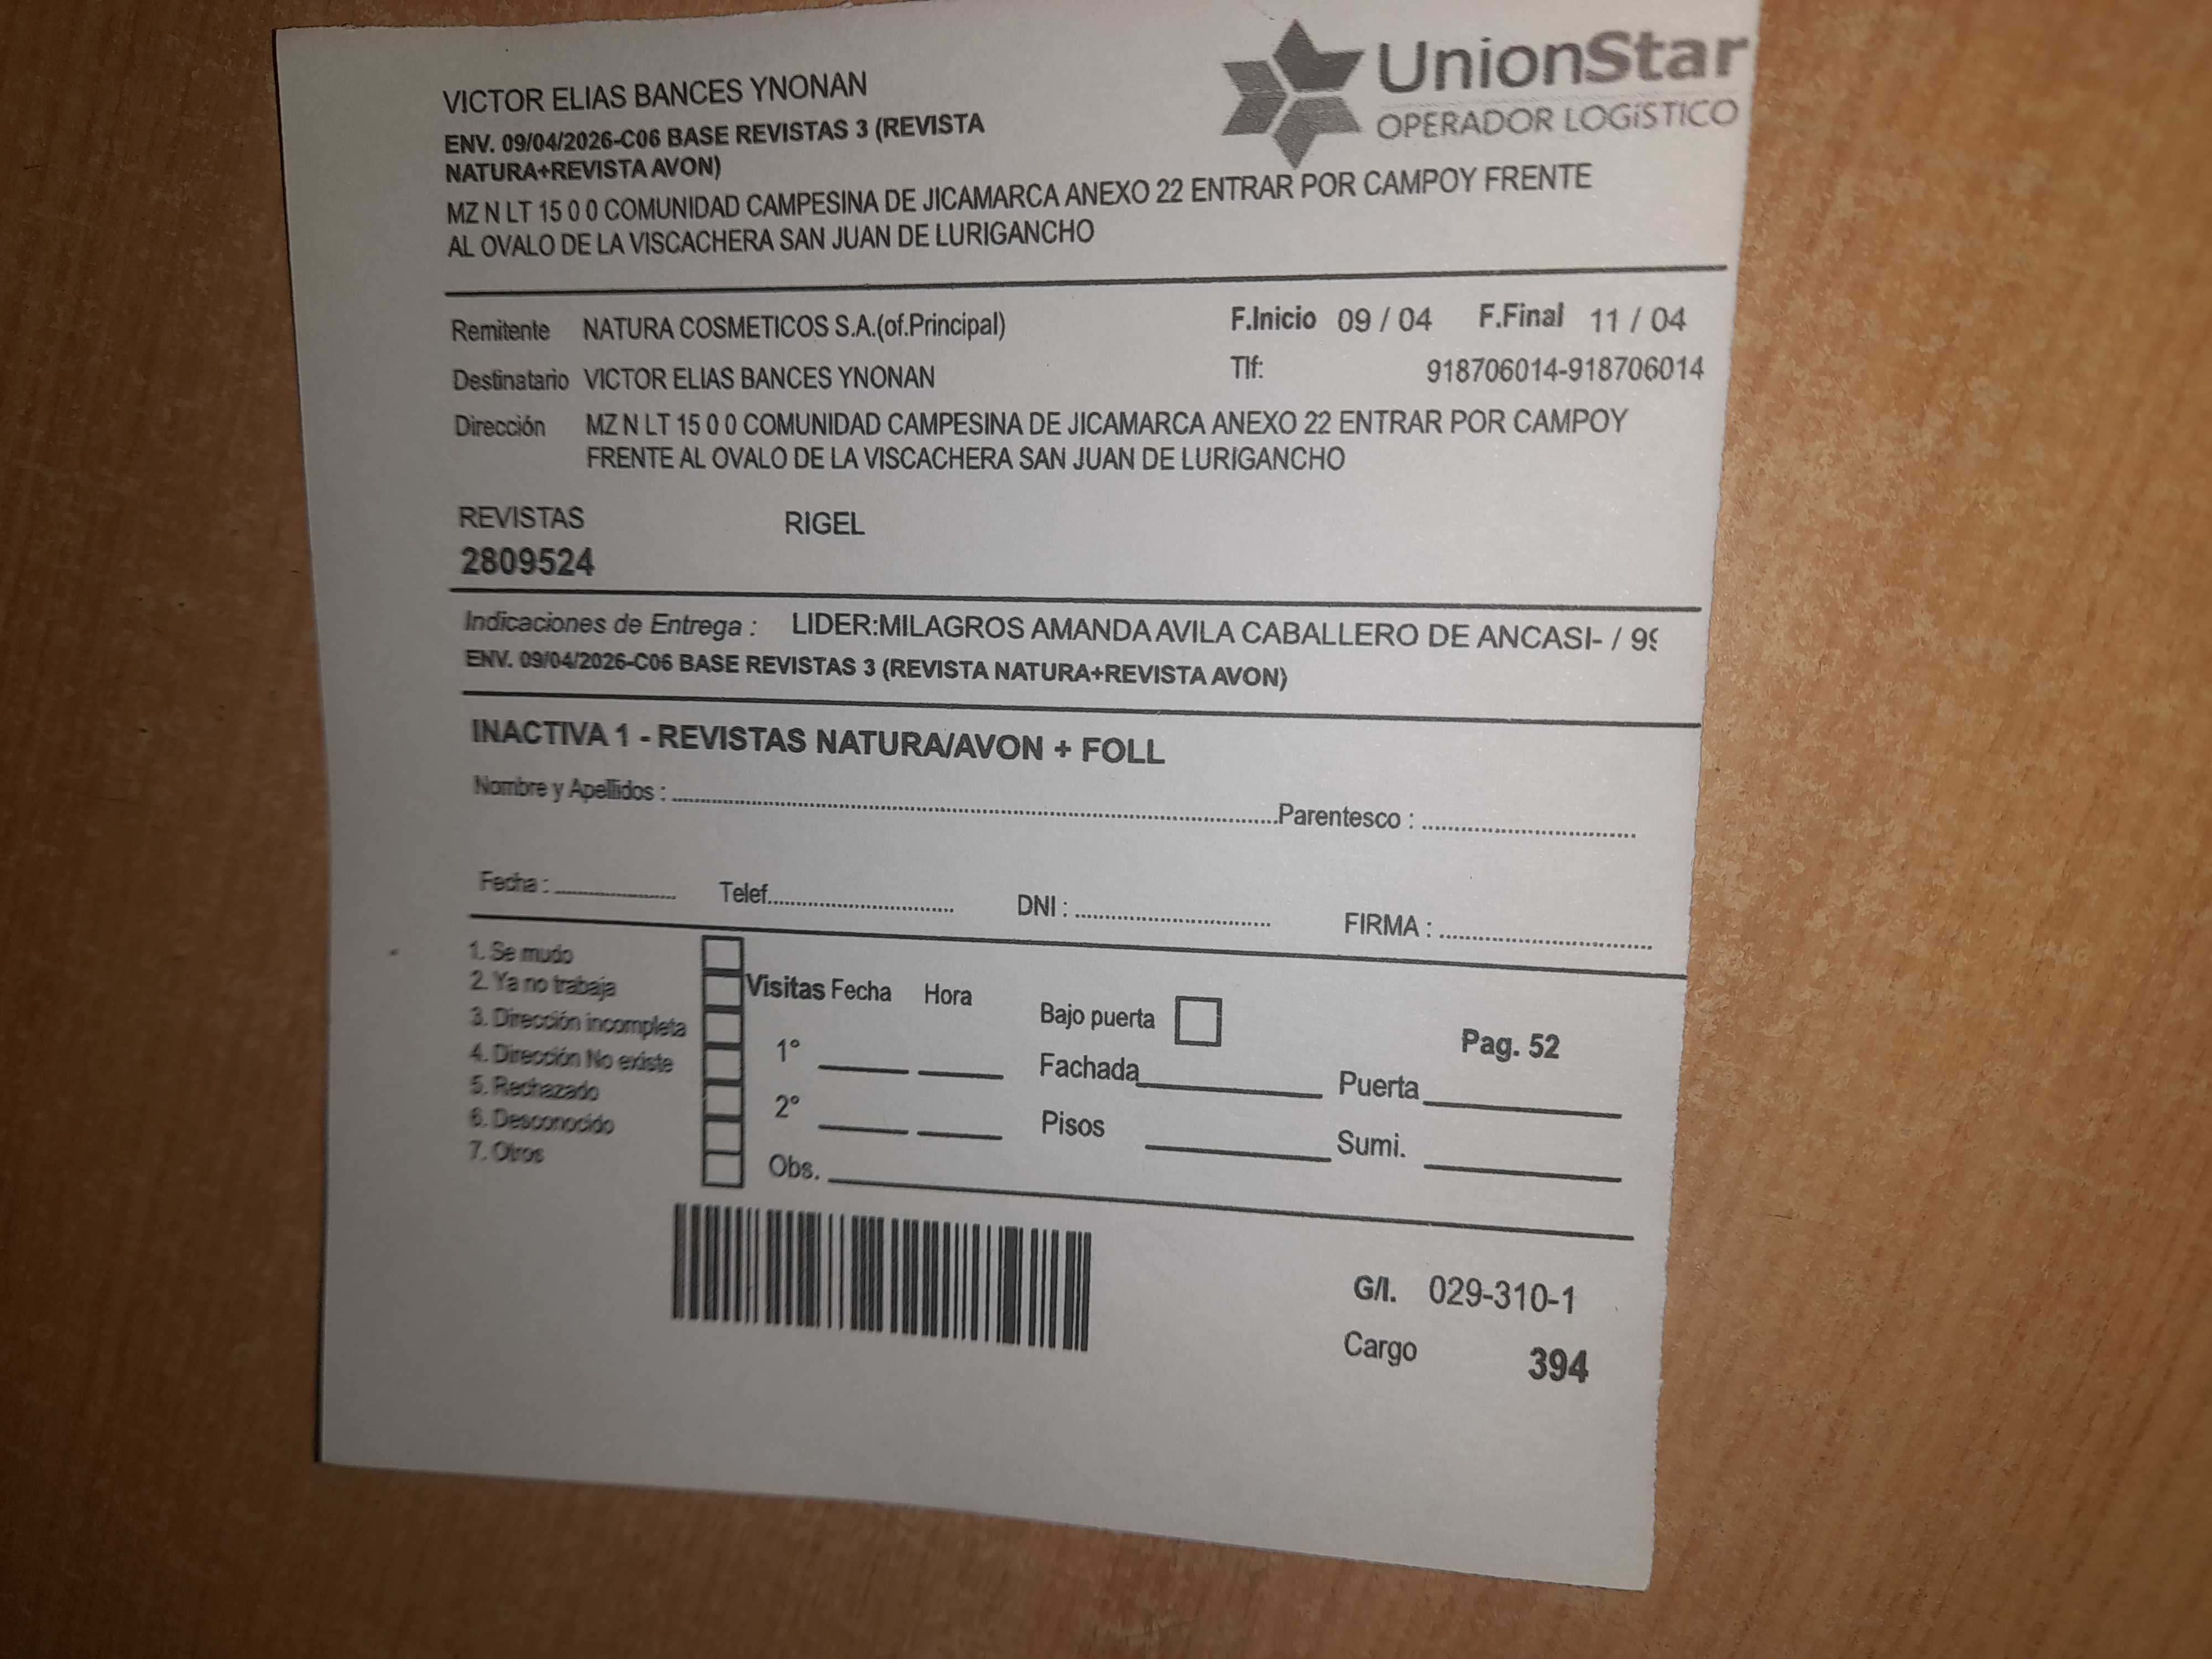 UnionStar
OPERADOR LOGíSTICO
VICTOR ELIAS BANCES YNONAN
ENV. 09/04/2026-C06 BASE REVISTAS 3 (REVISTA
NATURA+REVISTA AVON)
MZ N LT 15 0 0 COMUNIDAD CAMPESINA DE JICAMARCA ANEXO 22 ENTRAR POR CAMPOY FRENTE
AL OVALO DE LA VISCACHERA SAN JUAN DE LURIGANCHO
Remitente NATURA COSMETICOS S.A.(of.Principal) F.Inicio 09 / 04 F.Final 11 / 04
Destinatario VICTOR ELIAS BANCES YNONAN Tlf: 918706014-918706014
Dirección MZ N LT 15 0 0 COMUNIDAD CAMPESINA DE JICAMARCA ANEXO 22 ENTRAR POR CAMPOY
FRENTE AL OVALO DE LA VISCACHERA SAN JUAN DE LURIGANCHO
REVISTAS RIGEL
2809524
Indicaciones de Entrega : LIDER:MILAGROS AMANDA AVILA CABALLERO DE ANCASI- / 99
ENV. 09/04/2026-C06 BASE REVISTAS 3 (REVISTA NATURA+REVISTA AVON)
INACTIVA 1 - REVISTAS NATURA/AVON + FOLL
Nombre y Apellidos : Parentesco :
Fecha : Telef. DNI : FIRMA :
1. Se mudo
2. Ya no trabaja
3. Dirección incompleta
4. Dirección No existe
5. Rechazado
6. Desconocido
7. Otros
Visitas Fecha Hora
1°
2°
Obs.
Bajo puerta
Pag. 52
Fachada Puerta
Pisos Sumi.
G/I. 029-310-1
Cargo 394